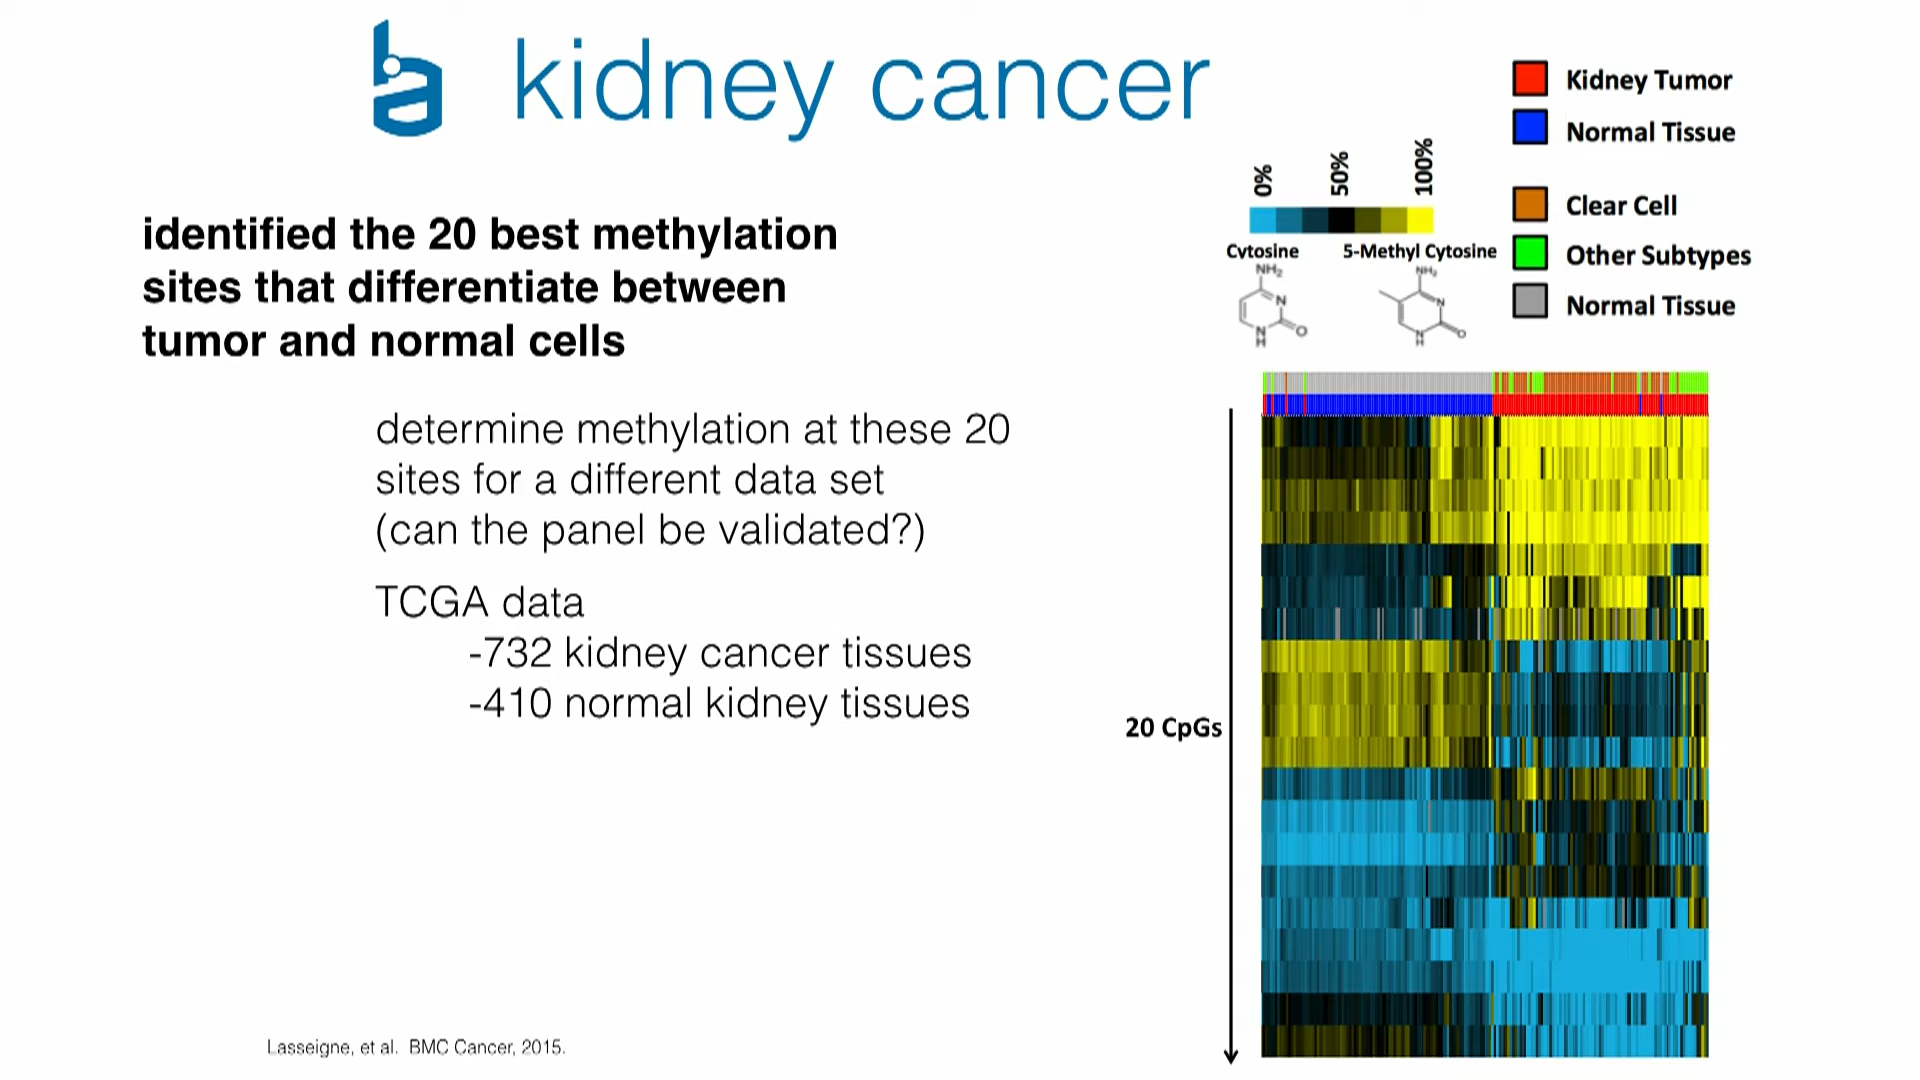 kidney cancer
identified the 20 best methylation
sites that differentiate between
tumor and normal cells
determine methylation at these 20
sites for a different data set
(can the panel be validated?)
TCGA data
-732 kidney cancer tissues
-410 normal kidney tissues
Lasseigne, et al. BMC Cancer, 2015.
0%
50%
100%
Cytosine
5-Methyl Cytosine
NH₂
N
N
H
O
NH₂
N
N
H
O
Kidney Tumor
Normal Tissue
Clear Cell
Other Subtypes
Normal Tissue
20 CpGs